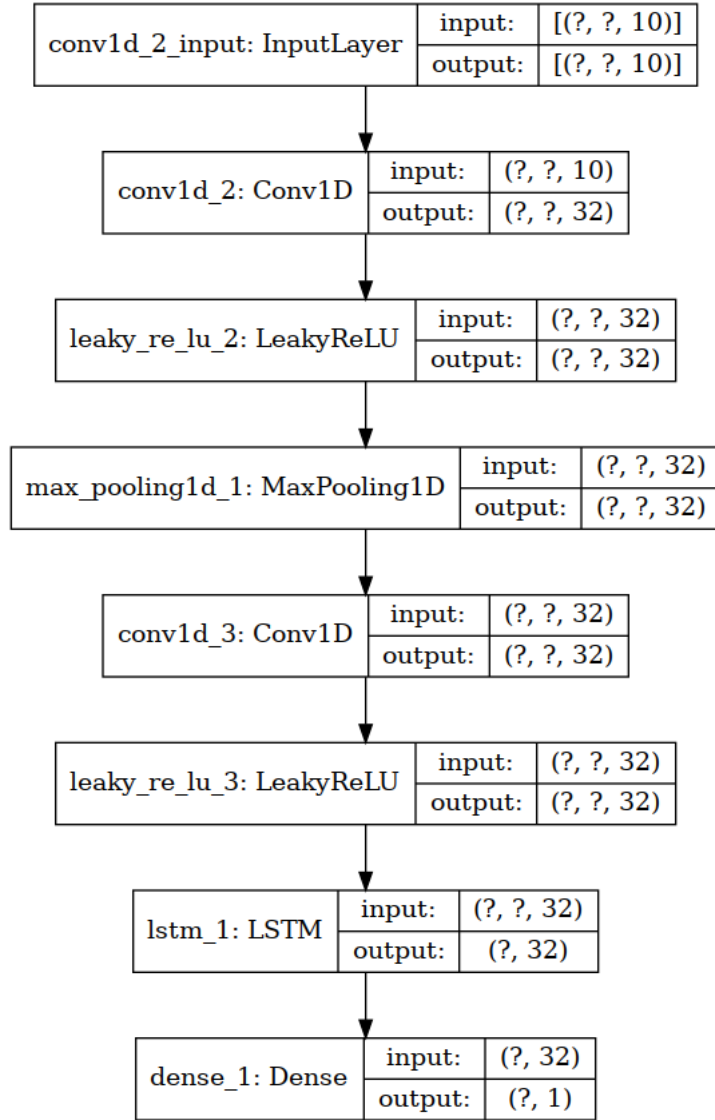 conv1d_2_input: InputLayer
input: [(?, ?, 10)]
output: [(?, ?, 10)]
conv1d_2: Conv1D
input: (?, ?, 10)
output: (?, ?, 32)
leaky_re_lu_2: LeakyReLU
input: (?, ?, 32)
output: (?, ?, 32)
max_pooling1d_1: MaxPooling1D
input: (?, ?, 32)
output: (?, ?, 32)
conv1d_3: Conv1D
input: (?, ?, 32)
output: (?, ?, 32)
leaky_re_lu_3: LeakyReLU
input: (?, ?, 32)
output: (?, ?, 32)
lstm_1: LSTM
input: (?, ?, 32)
output: (?, 32)
dense_1: Dense
input: (?, 32)
output: (?, 1)